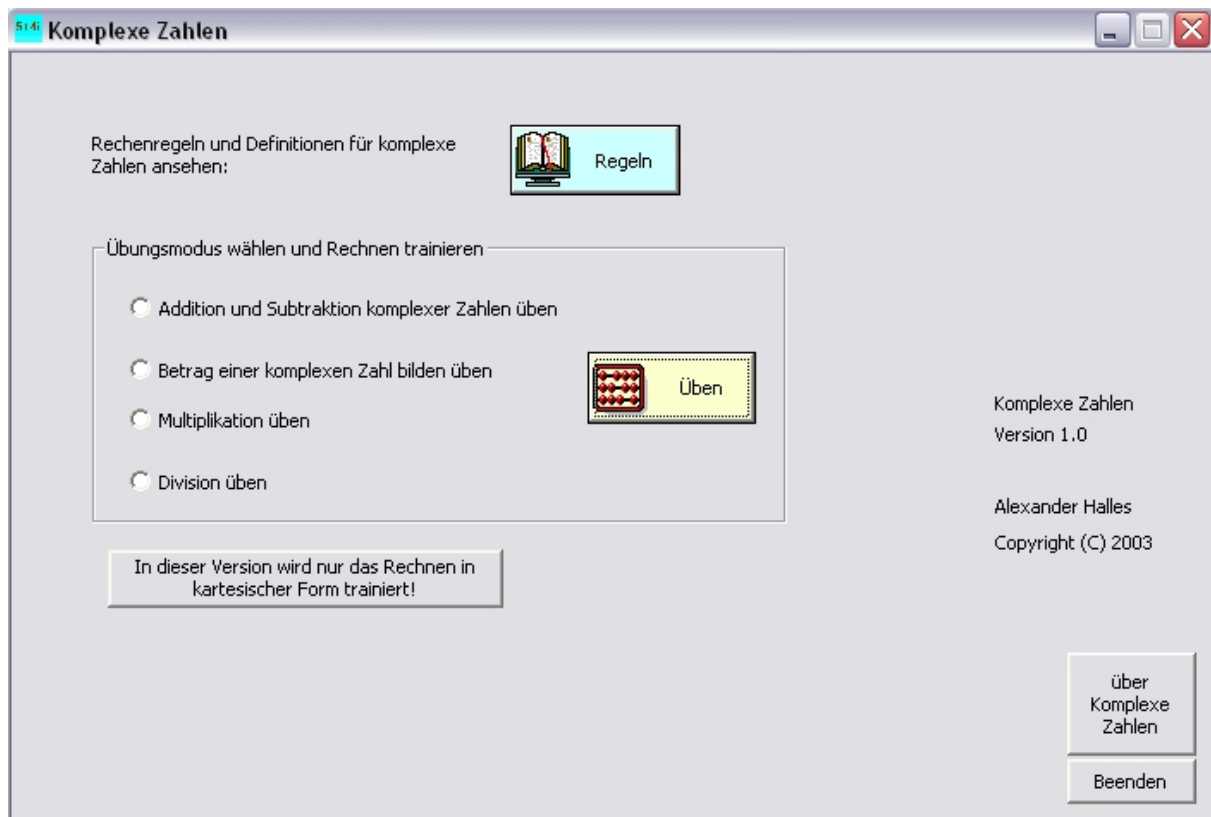 5+4i Komplexe Zahlen
Rechenregeln und Definitionen für komplexe
Zahlen ansehen:
Regeln
Übungsmodus wählen und Rechnen trainieren
Addition und Subtraktion komplexer Zahlen üben
Betrag einer komplexen Zahl bilden üben
Üben
Multiplikation üben
Division üben
Komplexe Zahlen
Version 1.0
Alexander Halles
Copyright (C) 2003
In dieser Version wird nur das Rechnen in
kartesischer Form trainiert!
über
Komplexe
Zahlen
Beenden